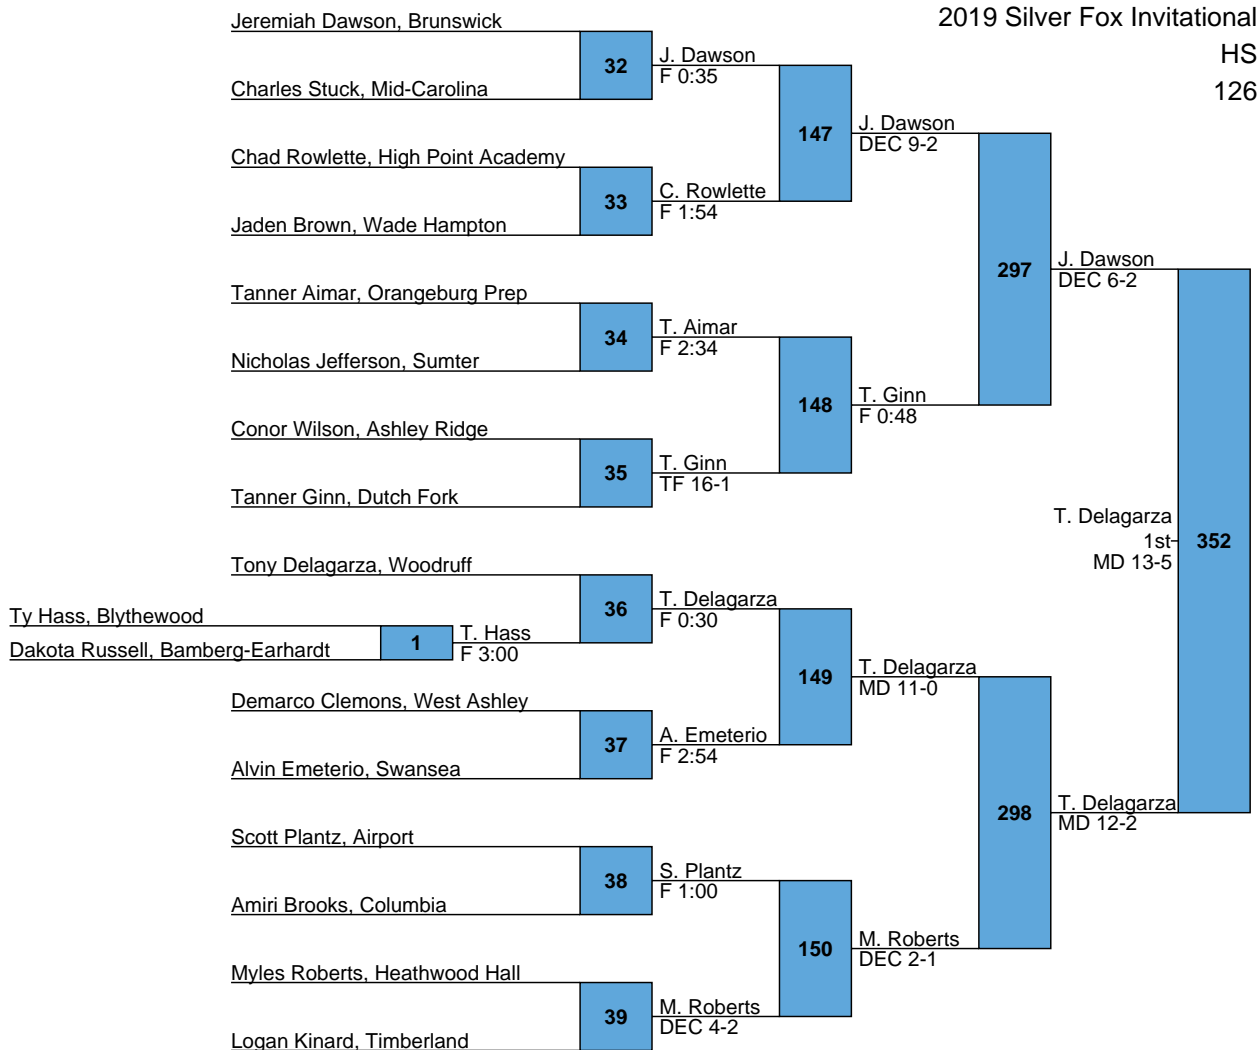 2019 Silver Fox Invitational
HS
126
Jeremiah Dawson, Brunswick
32
J. Dawson
F 0:35
Charles Stuck, Mid-Carolina
147
J. Dawson
DEC 9-2
Chad Rowlette, High Point Academy
33
C. Rowlette
F 1:54
Jaden Brown, Wade Hampton
297
J. Dawson
DEC 6-2
Tanner Aimar, Orangeburg Prep
34
T. Aimar
F 2:34
Nicholas Jefferson, Sumter
148
T. Ginn
F 0:48
Conor Wilson, Ashley Ridge
35
T. Ginn
TF 16-1
Tanner Ginn, Dutch Fork
T. Delagarza
1st
MD 13-5
352
Tony Delagarza, Woodruff
36
T. Delagarza
F 0:30
Ty Hass, Blythewood
1
T. Hass
F 3:00
Dakota Russell, Bamberg-Earhardt
149
T. Delagarza
MD 11-0
Demarco Clemons, West Ashley
37
A. Emeterio
F 2:54
Alvin Emeterio, Swansea
298
T. Delagarza
MD 12-2
Scott Plantz, Airport
38
S. Plantz
F 1:00
Amiri Brooks, Columbia
150
M. Roberts
DEC 2-1
Myles Roberts, Heathwood Hall
39
M. Roberts
DEC 4-2
Logan Kinard, Timberland